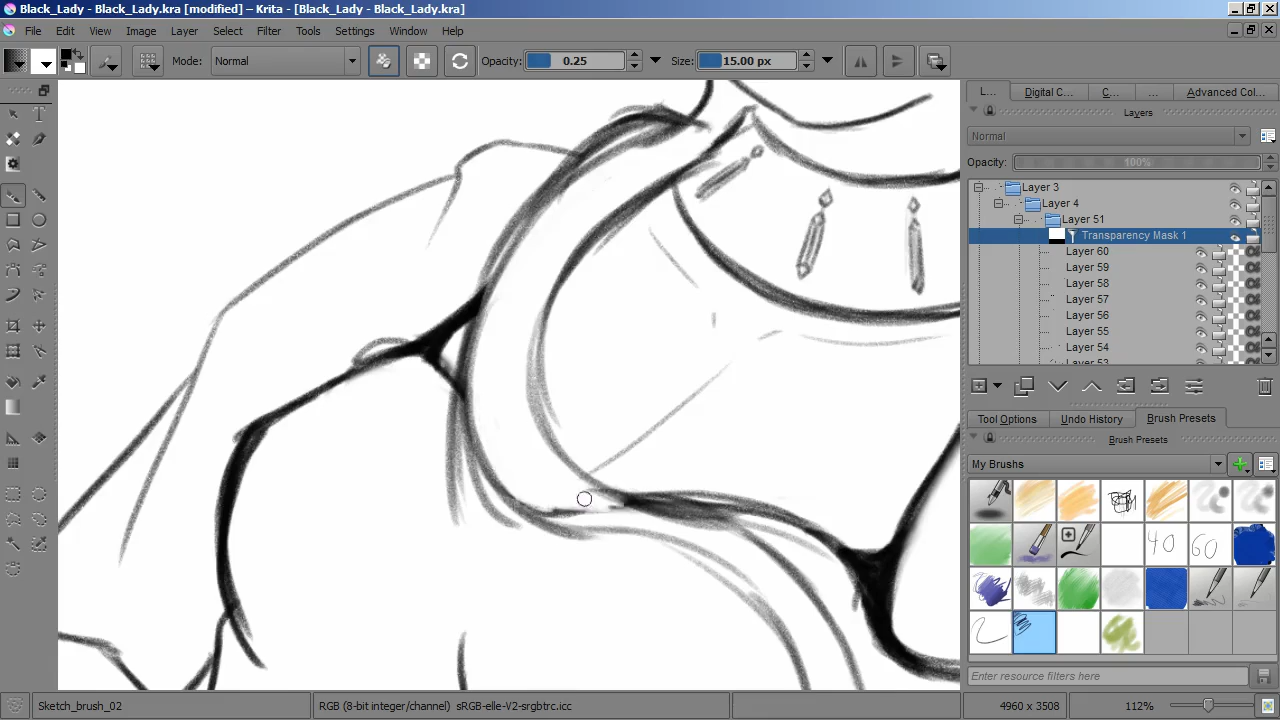 Black_Lady - Black_Lady.kra [modified] – Krita - [Black_Lady - Black_Lady.kra]
File Edit View Image Layer Select Filter Tools Settings Window Help
Mode: Normal Opacity: 0.25 Size: 15.00 px
L... Digital C... C... ... Advanced Col...
Layers
Normal
Opacity: 100%
Layer 3
Layer 4
Layer 51
Transparency Mask 1
Layer 60
Layer 59
Layer 58
Layer 57
Layer 56
Layer 55
Layer 54
Layer 53
Tool Options Undo History Brush Presets
Brush Presets
My Brushes
40 60
Enter resource filters here
Sketch_brush_02 RGB (8-bit integer/channel) sRGB-elle-V2-srgbtrc.icc 4960 x 3508 112%